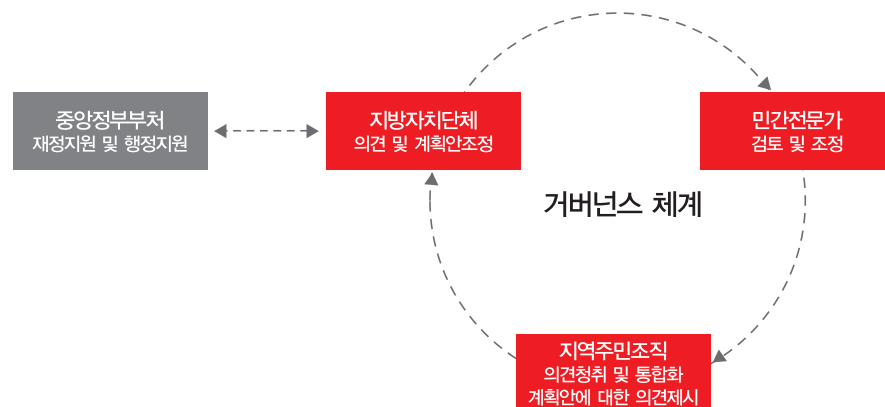 중앙정부부처
재정지원 및 행정지원
지방자치단체
의견 및 계획안조정
민간전문가
검토 및 조정
거버넌스 체계
지역주민조직
의견청취 및 통합화
계획안에 대한 의견제시